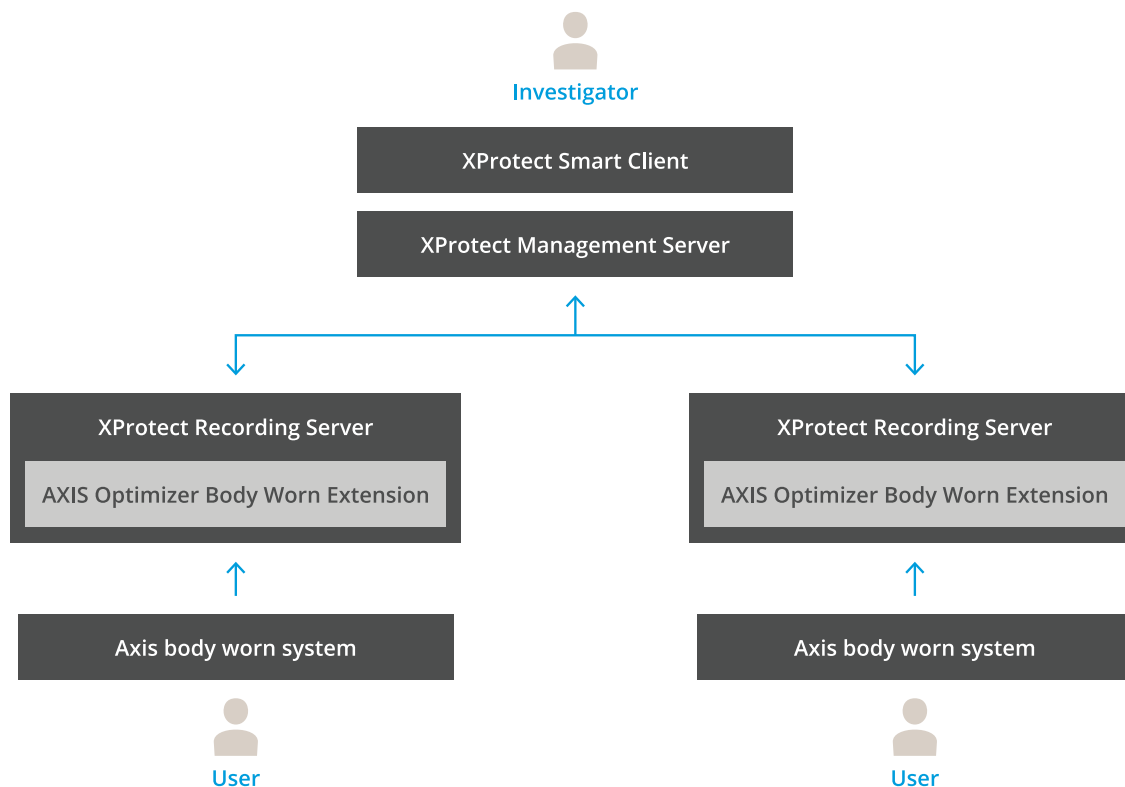 Investigator
XProtect Smart Client
XProtect Management Server
XProtect Recording Server
XProtect Recording Server
AXIS Optimizer Body Worn Extension
AXIS Optimizer Body Worn Extension
Axis body worn system
Axis body worn system
User
User